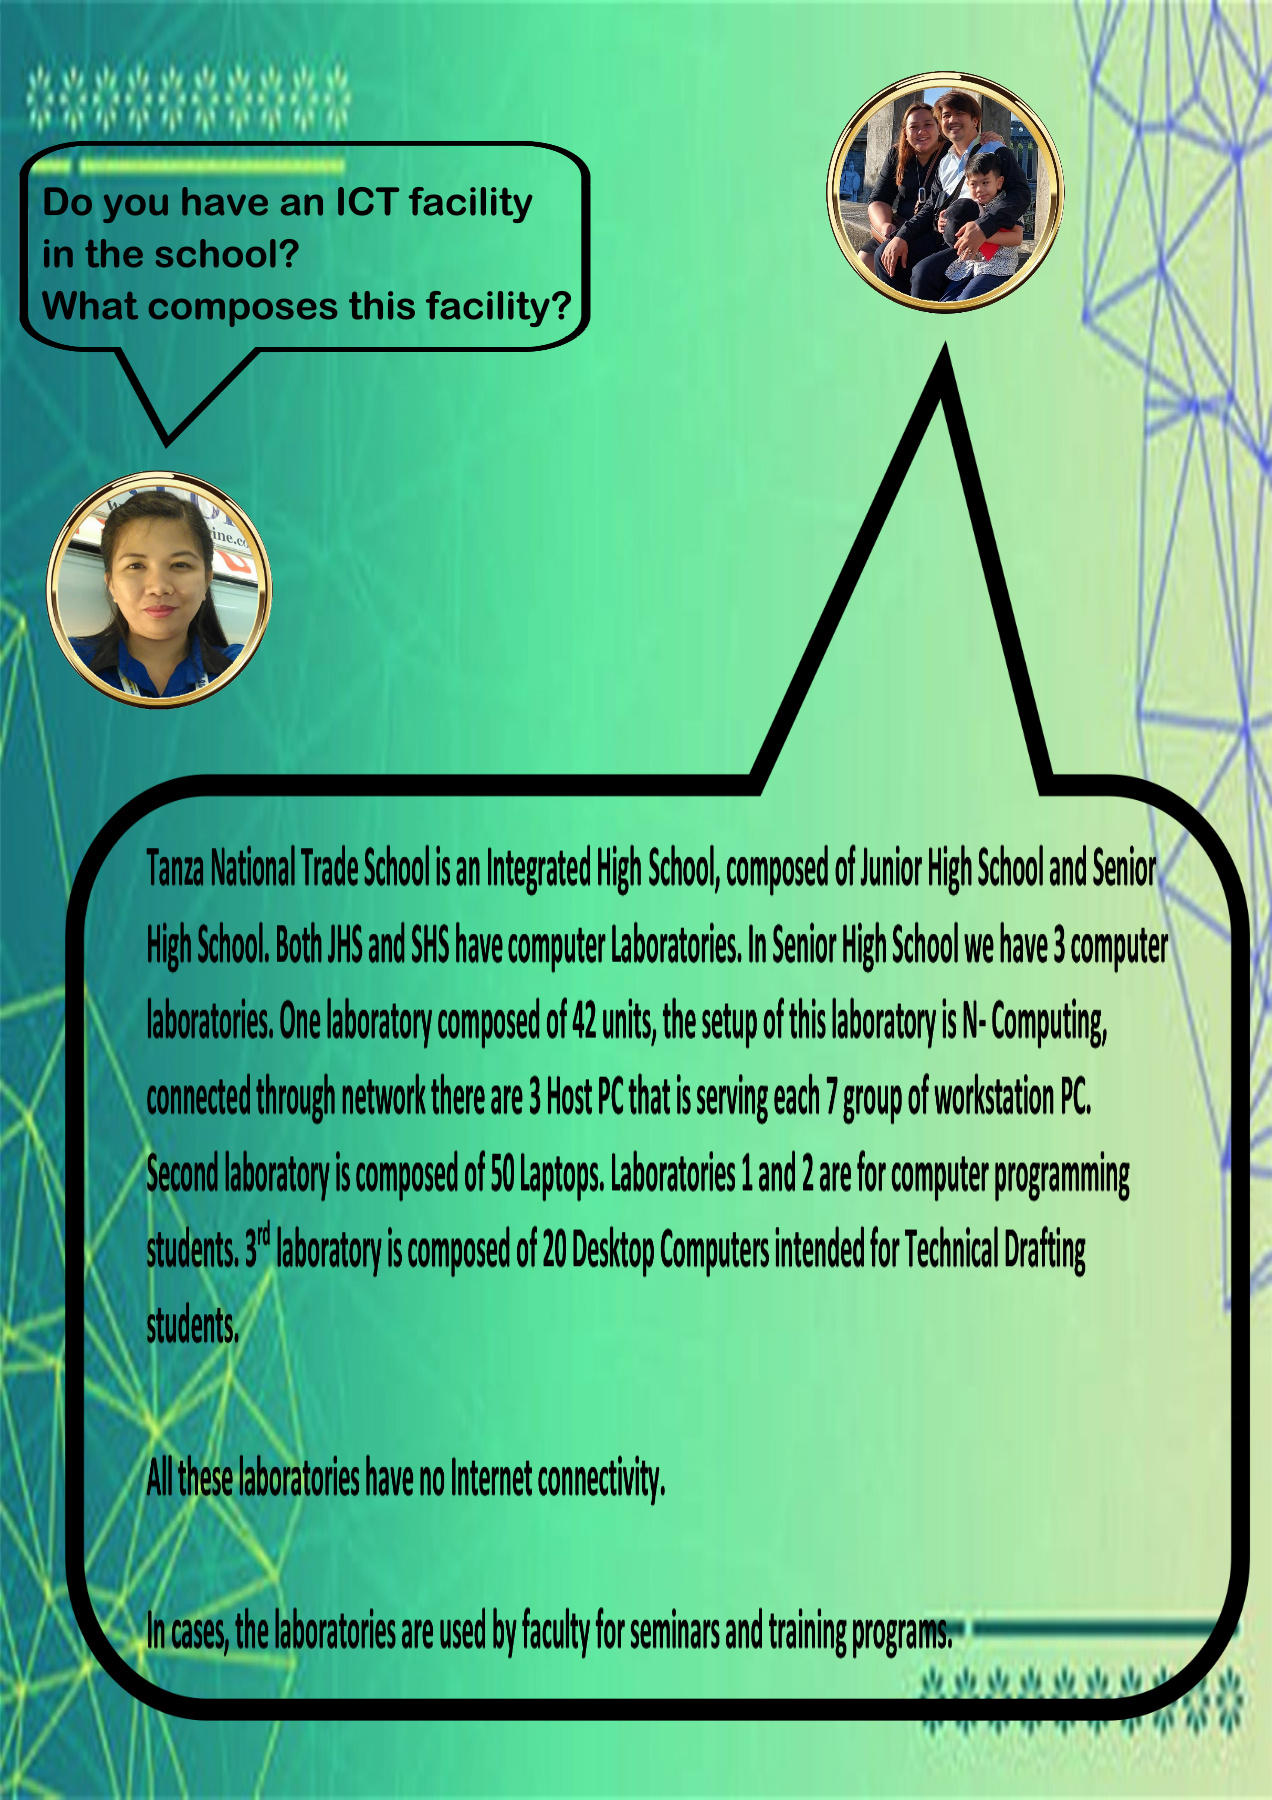 Do you have an ICT facility
in the school?
What composes this facility?
ine.co
Tanza National Trade School is an Integrated High School, composed of Junior High School and Senior
High School. Both JHS and SHS have computer Laboratories. In Senior High School we have 3 computer
laboratories. One laboratory composed of 42 units, the setup of this laboratory is N- Computing,
connected through network there are 3 Host PC that is serving each 7 group of workstation PC.
Second laboratory is composed of 50 Laptops. Laboratories 1 and 2 are for computer programming
students. 3rd laboratory is composed of 20 Desktop Computers intended for Technical Drafting
students.
All these laboratories have no Internet connectivity.
In cases, the laboratories are used by faculty for seminars and training programs.